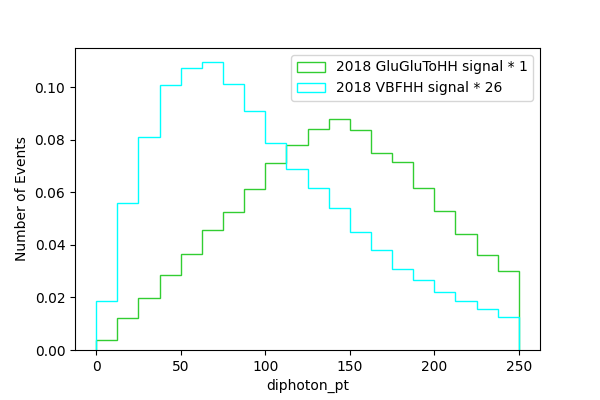 2018 GluGluToHH signal * 1
2018 VBFHH signal * 26
Number of Events
0.10
0.08
0.06
0.04
0.02
0.00
0 50 100 150 200 250
diphoton_pt